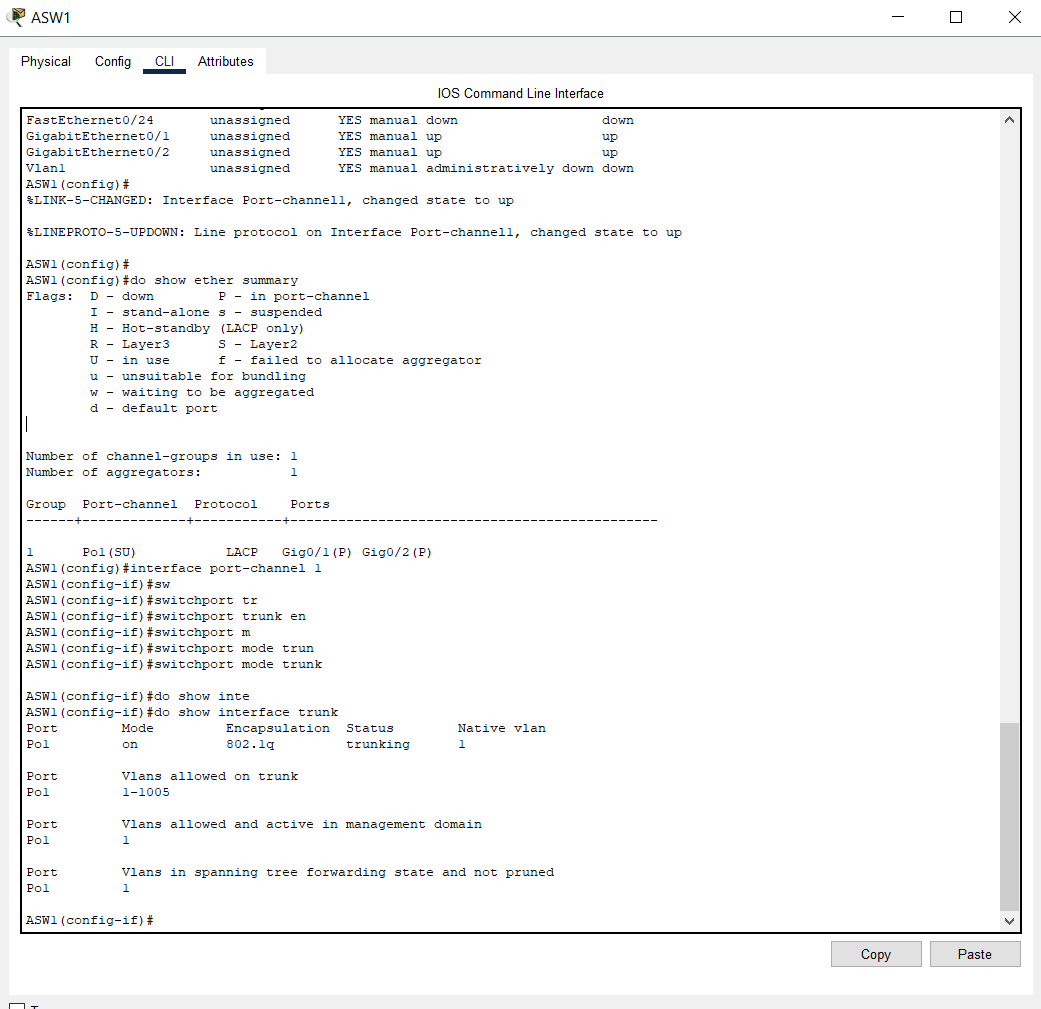 ASW1
Physical Config CLI Attributes
IOS Command Line Interface
FastEthernet0/24 unassigned YES manual down down
GigabitEthernet0/1 unassigned YES manual up up
GigabitEthernet0/2 unassigned YES manual up up
Vlan1 unassigned YES manual administratively down down
ASW1(config)#
%LINK-5-CHANGED: Interface Port-channel1, changed state to up
%LINEPROTO-5-UPDOWN: Line protocol on Interface Port-channel1, changed state to up
ASW1(config)#
ASW1(config)#do show ether summary
Flags: D - down P - in port-channel
I - stand-alone s - suspended
H - Hot-standby (LACP only)
R - Layer3 S - Layer2
U - in use f - failed to allocate aggregator
u - unsuitable for bundling
w - waiting to be aggregated
d - default port
Number of channel-groups in use: 1
Number of aggregators: 1
Group Port-channel Protocol Ports
------+-------------+-----------+----------------------------------------------
1 Po1(SU) LACP Gig0/1(P) Gig0/2(P)
ASW1(config)#interface port-channel 1
ASW1(config-if)#sw
ASW1(config-if)#switchport tr
ASW1(config-if)#switchport trunk en
ASW1(config-if)#switchport m
ASW1(config-if)#switchport mode trun
ASW1(config-if)#switchport mode trunk
ASW1(config-if)#do show inte
ASW1(config-if)#do show interface trunk
Port Mode Encapsulation Status Native vlan
Po1 on 802.1q trunking 1
Port Vlans allowed on trunk
Po1 1-1005
Port Vlans allowed and active in management domain
Po1 1
Port Vlans in spanning tree forwarding state and not pruned
Po1 1
ASW1(config-if)#
Copy Paste